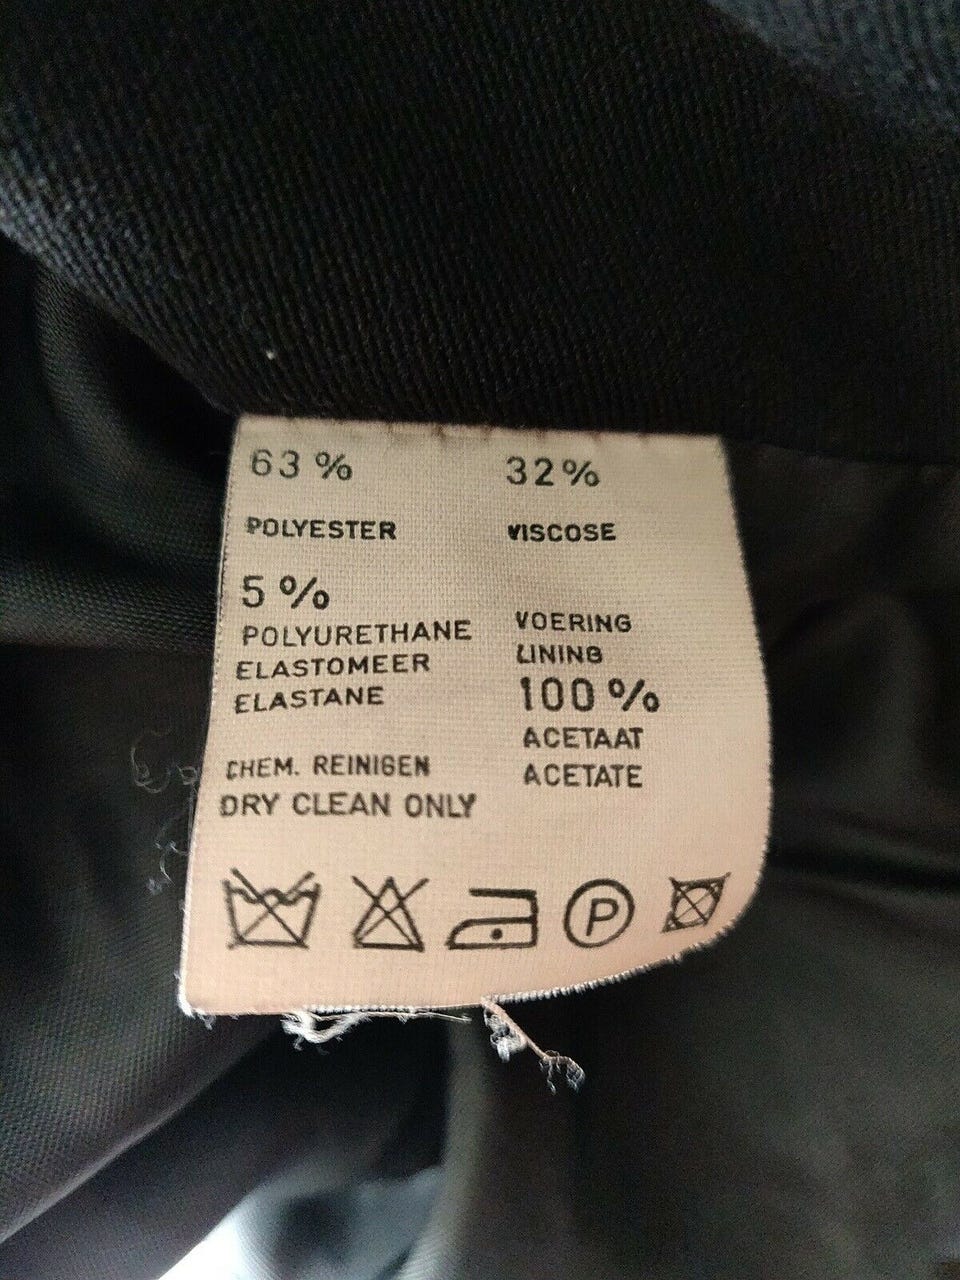 63 %
POLYESTER
5 %
POLYURETHANE
ELASTOMEER
ELASTANE
32%
VISCOSE
VOERING
LINING
100 %
ACETAAT
ACETATE
CHEM. REINIGEN
DRY CLEAN ONLY
P